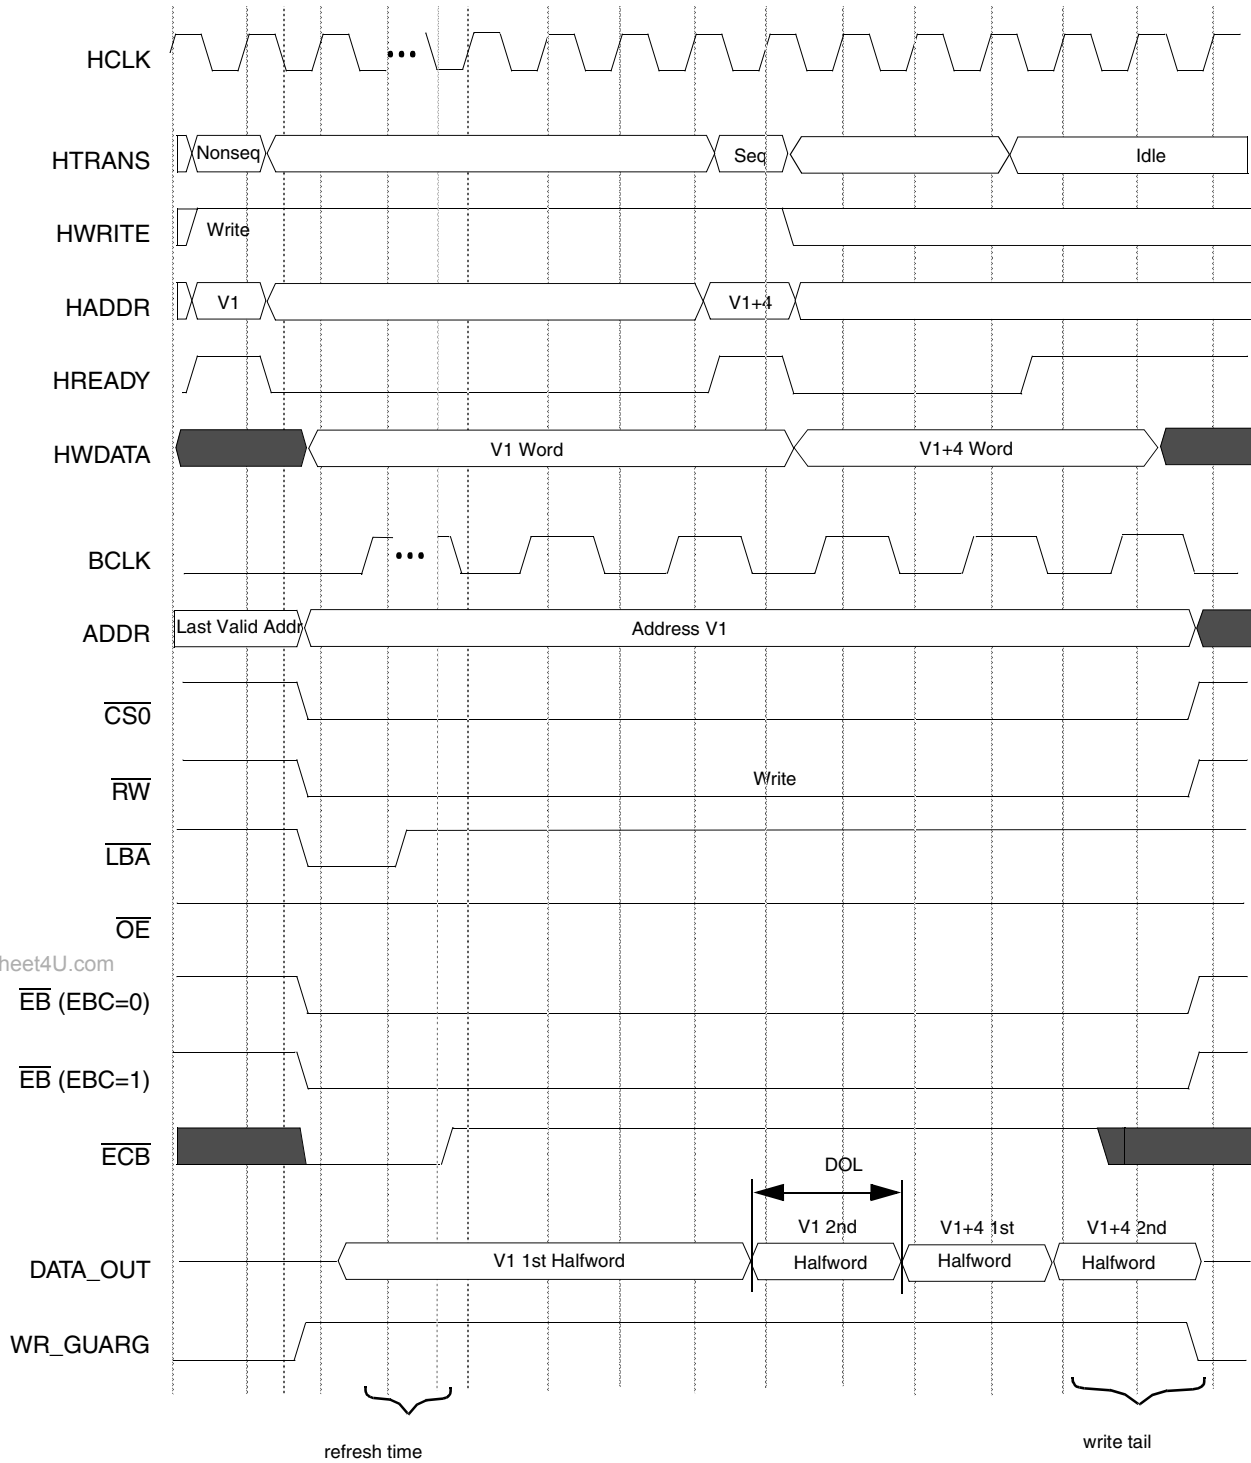 HCLK
HTRANS
Nonseq
Seq
Idle
HWRITE
Write
HADDR
V1
V1+4
HREADY
HWDATA
V1 Word
V1+4 Word
BCLK
ADDR
Last Valid Addr
Address V1
CS0
RW
Write
LBA
OE
heet4U.com
EB (EBC=0)
EB (EBC=1)
ECB
DOL
DATA_OUT
V1 1st Halfword
V1 2nd
Halfword
V1+4 1st
Halfword
V1+4 2nd
Halfword
WR_GUARG
refresh time
write tail